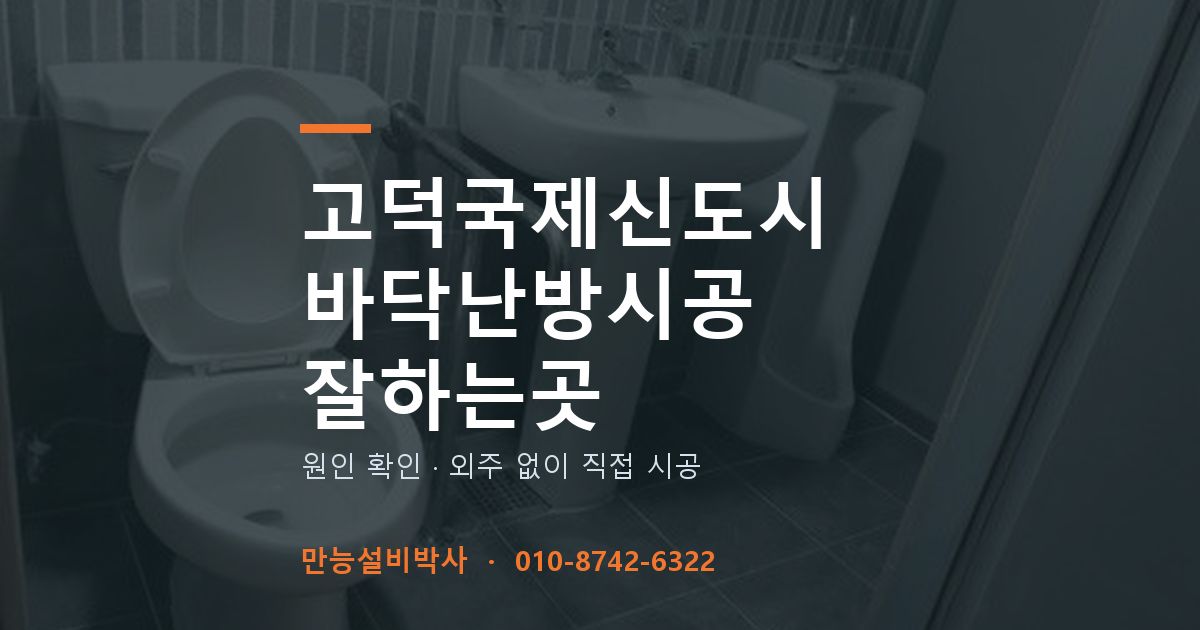 고덕국제신도시
바닥난방시공
잘하는곳
원인 확인 · 외주 없이 직접 시공
만능설비박사 · 010-8742-6322